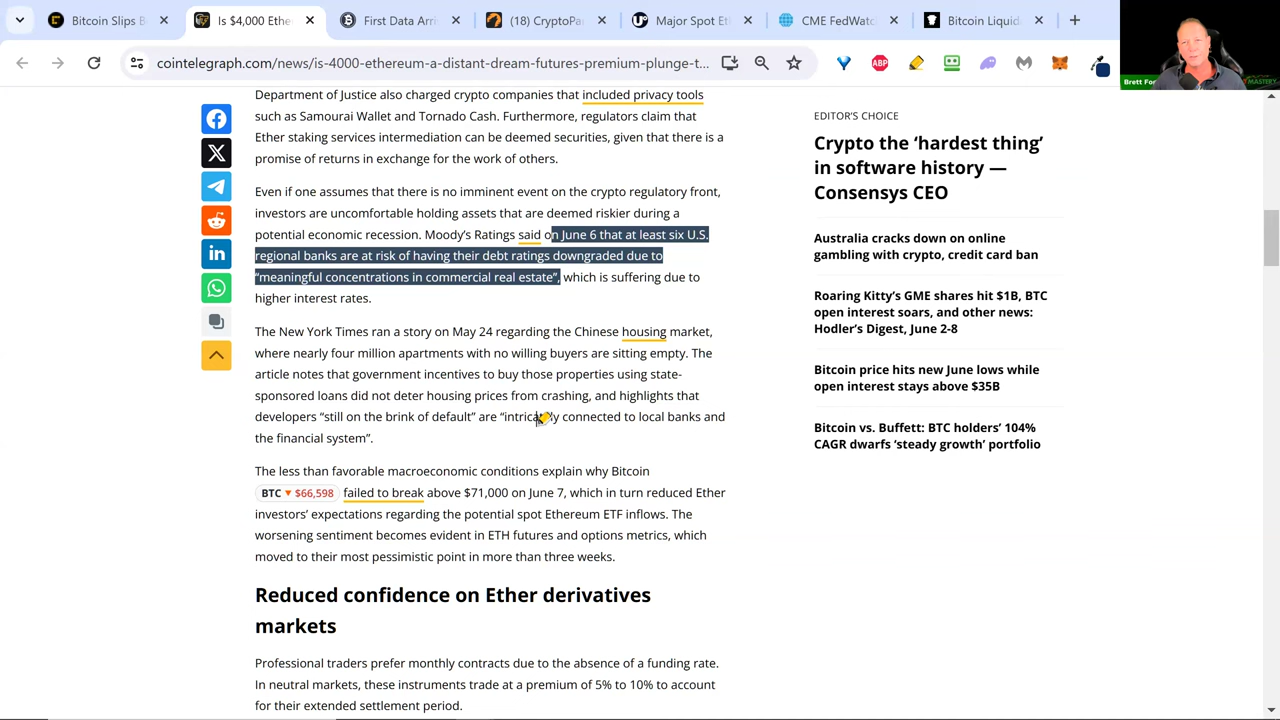 Bitcoin Slips B
Is $4,000 Ethe
First Data Arri
(18) CryptoPa
Major Spot Et
CME FedWatc
Bitcoin Liquid
cointelegraph.com/news/is-4000-ethereum-a-distant-dream-futures-premium-plunge-t...
ABP
Brett For
MASTER
Department of Justice also charged crypto companies that included privacy tools
such as Samourai Wallet and Tornado Cash. Furthermore, regulators claim that
Ether staking services intermediation can be deemed securities, given that there is a
promise of returns in exchange for the work of others.
Even if one assumes that there is no imminent event on the crypto regulatory front,
investors are uncomfortable holding assets that are deemed riskier during a
potential economic recession. Moody's Ratings said on June 6 that at least six U.S.
regional banks are at risk of having their debt ratings downgraded due to
“meaningful concentrations in commercial real estate”, which is suffering due to
higher interest rates.
The New York Times ran a story on May 24 regarding the Chinese housing market,
where nearly four million apartments with no willing buyers are sitting empty. The
article notes that government incentives to buy those properties using state-
sponsored loans did not deter housing prices from crashing, and highlights that
developers “still on the brink of default” are “intricately connected to local banks and
the financial system”.
The less than favorable macroeconomic conditions explain why Bitcoin
BTC ▼ $66,598 failed to break above $71,000 on June 7, which in turn reduced Ether
investors' expectations regarding the potential spot Ethereum ETF inflows. The
worsening sentiment becomes evident in ETH futures and options metrics, which
moved to their most pessimistic point in more than three weeks.
Reduced confidence on Ether derivatives
markets
Professional traders prefer monthly contracts due to the absence of a funding rate.
In neutral markets, these instruments trade at a premium of 5% to 10% to account
for their extended settlement period.
EDITOR'S CHOICE
Crypto the ‘hardest thing’
in software history —
Consensys CEO
Australia cracks down on online
gambling with crypto, credit card ban
Roaring Kitty's GME shares hit $1B, BTC
open interest soars, and other news:
Hodler's Digest, June 2-8
Bitcoin price hits new June lows while
open interest stays above $35B
Bitcoin vs. Buffett: BTC holders' 104%
CAGR dwarfs ‘steady growth’ portfolio